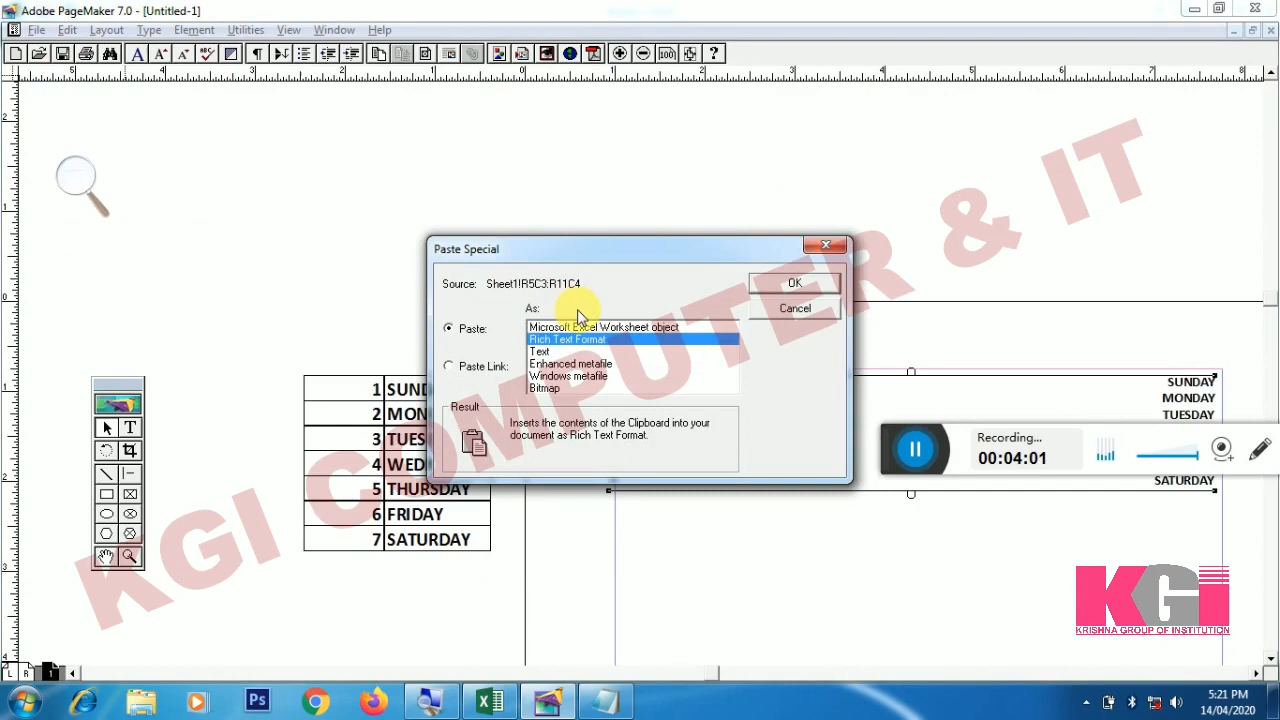 Adobe PageMaker 7.0 - [Untitled-1]
File Edit Layout Type Element Utilities View Window Help
Paste Special
Source: Sheet1!R5C3:R11C4
As:
Paste:
Paste Link:
Microsoft Excel Worksheet object
Rich Text Format
Text
Enhanced metafile
Windows metafile
Bitmap
OK
Cancel
Result
Inserts the contents of the Clipboard into your
document as Rich Text Format.
1 SUN
2 MON
3 TUES
4 WED
5 THURSDAY
6 FRIDAY
7 SATURDAY
SUNDAY
MONDAY
TUESDAY
SATURDAY
Recording...
00:04:01
KGI COMPUTER & IT
KGi
KRISHNA GROUP OF INSTITUTION
L R 1
Ps
5:21 PM
14/04/2020